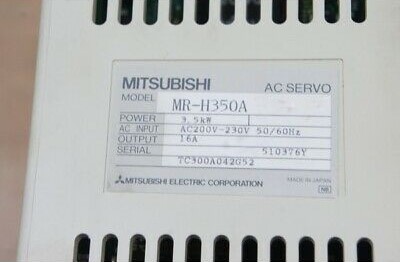 MITSUBISHI AC SERVO
MODEL MR-H350A
POWER 3.5kW
AC INPUT AC200V-230V 50/60Hz
OUTPUT 16A
SERIAL 510376Y
TC300A042G52
MITSUBISHI ELECTRIC CORPORATION MADE IN JAPAN